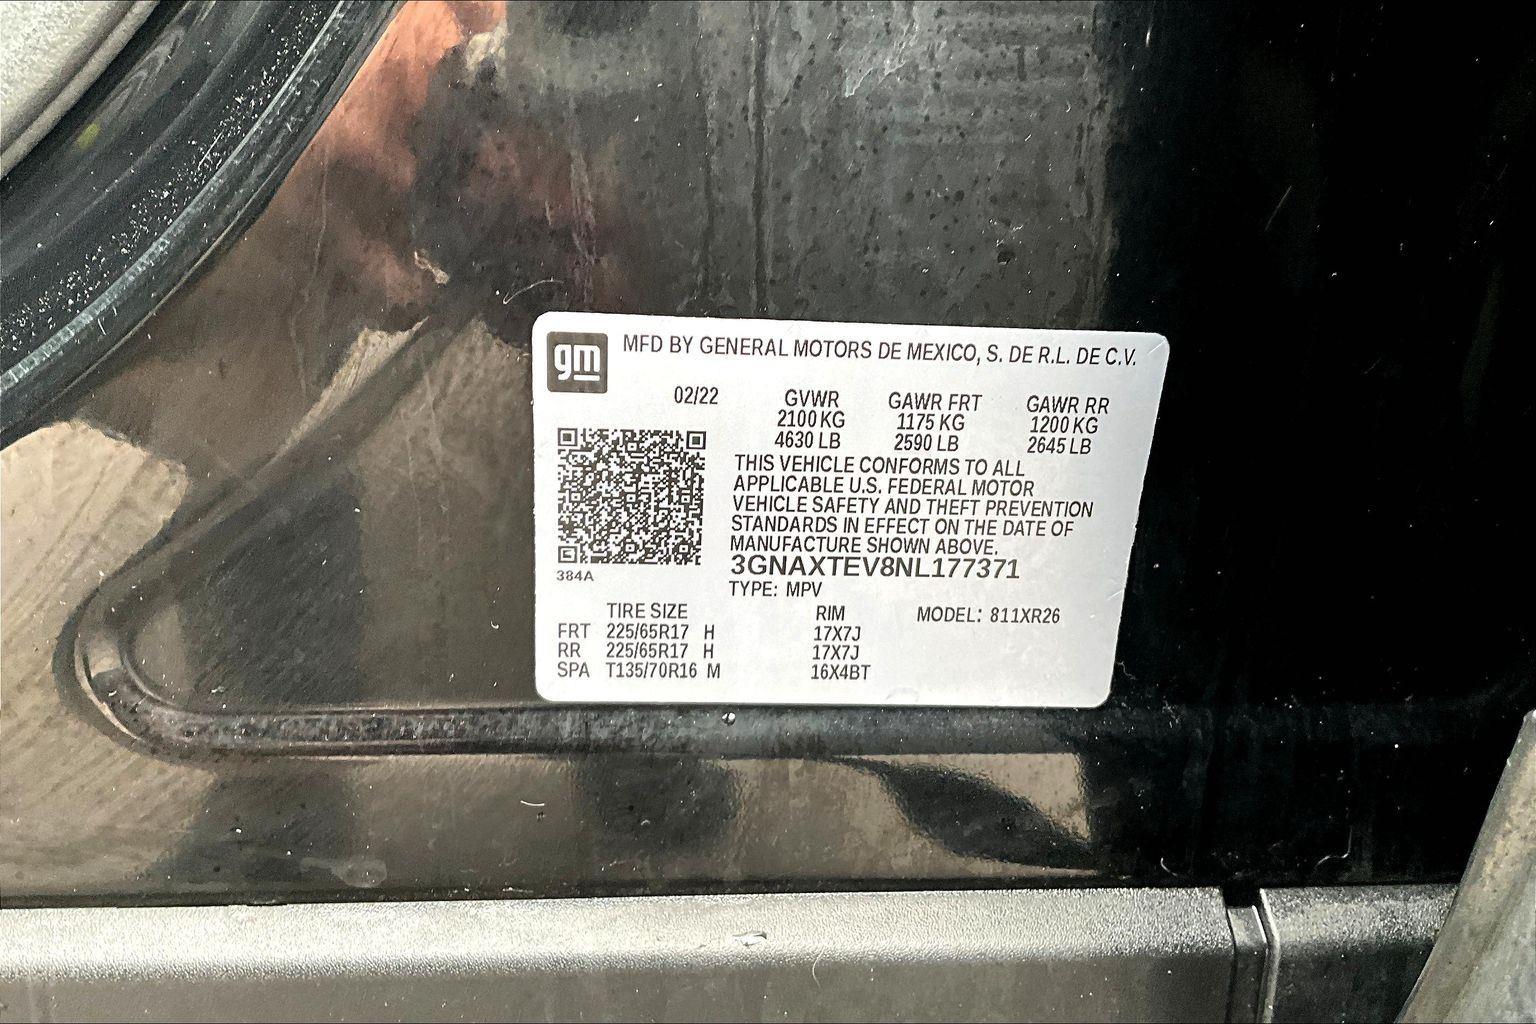 gm MFD BY GENERAL MOTORS DE MEXICO, S. DE R.L. DE C.V.
02/22 GVWR GAWR FRT GAWR RR
2100 KG 1175 KG 1200 KG
4630 LB 2590 LB 2645 LB
THIS VEHICLE CONFORMS TO ALL
APPLICABLE U.S. FEDERAL MOTOR
VEHICLE SAFETY AND THEFT PREVENTION
STANDARDS IN EFFECT ON THE DATE OF
MANUFACTURE SHOWN ABOVE.
3GNAXTEV8NL177371
384A
TYPE: MPV
TIRE SIZE RIM MODEL: 811XR26
FRT 225/65R17 H 17X7J
RR 225/65R17 H 17X7J
SPA T135/70R16 M 16X4BT